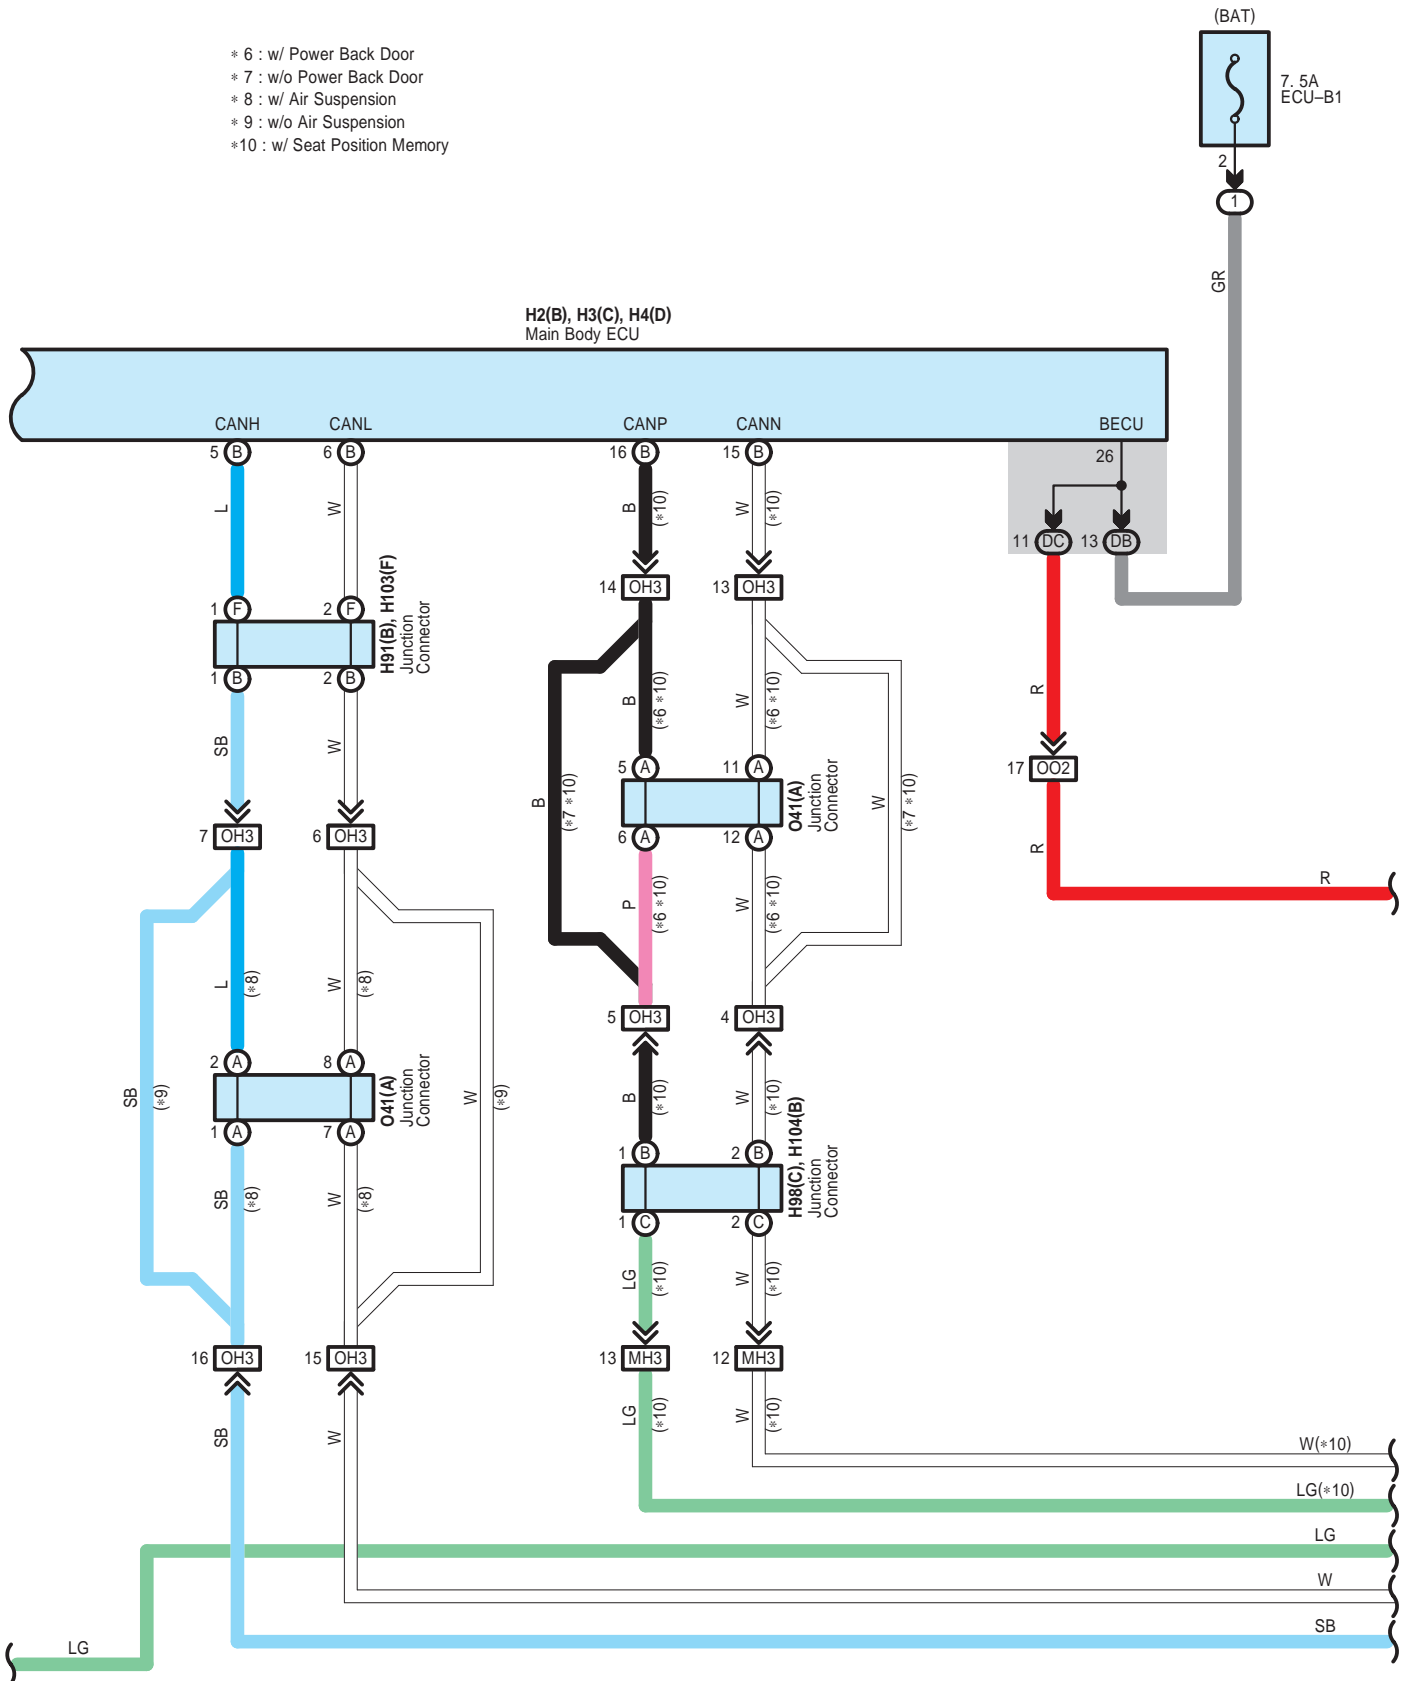 (BAT)
7. 5A
ECU–B1
2
1
GR
∗ 6 : w/ Power Back Door
∗ 7 : w/o Power Back Door
∗ 8 : w/ Air Suspension
∗ 9 : w/o Air Suspension
∗10 : w/ Seat Position Memory
H2(B), H3(C), H4(D)
Main Body ECU
CANH CANL CANP CANN BECU
5 B 6 B 16 B 15 B 26
L W B (∗10) W (∗10)
11 DC 13 DB
14 OH3 13 OH3
1 F 2 F
H91(B), H103(F)
Junction
Connector
1 B 2 B
B (∗6 ∗10) W (∗6 ∗10) R
SB W
5 A 11 A 17 OO2
O41(A)
Junction
Connector
B (∗7 ∗10) W (∗7 ∗10)
7 OH3 6 OH3 6 A 12 A
R
R
P (∗6 ∗10) W (∗6 ∗10)
L (∗8) W (∗8)
5 OH3 4 OH3
2 A 8 A
O41(A)
Junction
Connector
SB (∗9) W (∗9)
B (∗10) W (∗10)
1 A 7 A
1 B 2 B
H98(C), H104(B)
Junction
Connector
SB (∗8) W (∗8)
1 C 2 C
LG (∗10) W (∗10)
16 OH3 15 OH3 13 MH3 12 MH3
SB W LG (∗10) W (∗10)
W(∗10)
LG(∗10)
LG
W
SB
LG